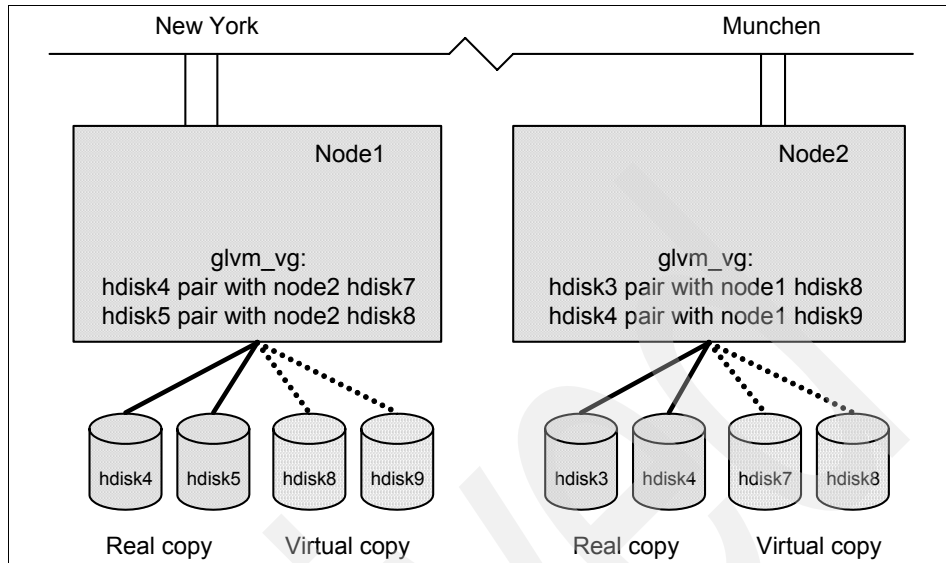 New York
Munchen
Node1
glvm_vg:
hdisk4 pair with node2 hdisk7
hdisk5 pair with node2 hdisk8
Node2
glvm_vg:
hdisk3 pair with node1 hdisk8
hdisk4 pair with node1 hdisk9
hdisk4
hdisk5
hdisk8
hdisk9
hdisk3
hdisk4
hdisk7
hdisk8
Real copy
Virtual copy
Real copy
Virtual copy